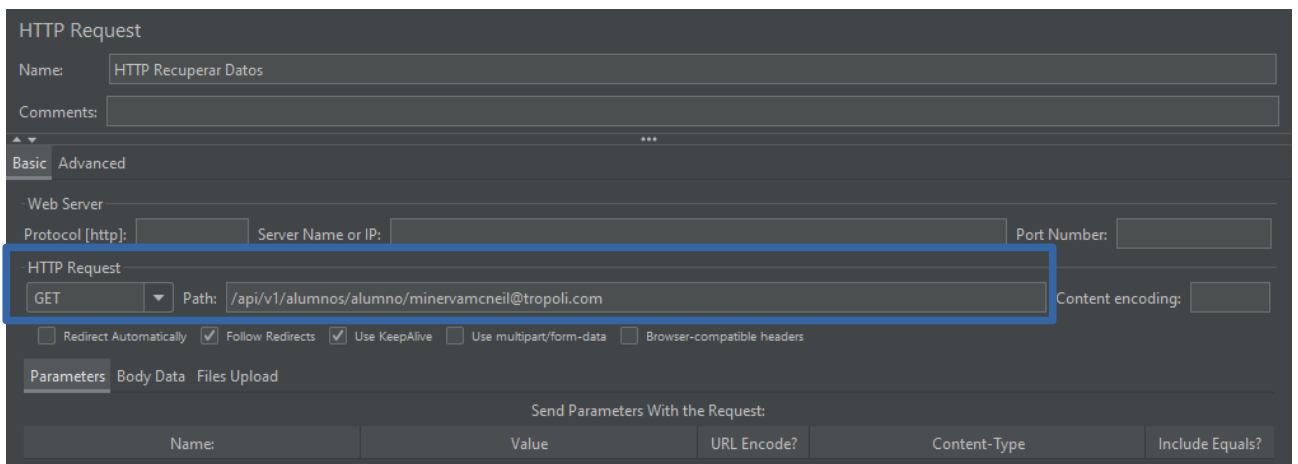 HTTP Request
Name: HTTP Recuperar Datos
Comments:
Basic Advanced
Web Server
Protocol [http]: Server Name or IP: Port Number:
HTTP Request
GET Path: /api/v1/alumnos/alumno/minervamcneil@tropoli.com Content encoding:
Redirect Automatically Follow Redirects Use KeepAlive Use multipart/form-data Browser-compatible headers
Parameters Body Data Files Upload
Send Parameters With the Request:
Name: Value URL Encode? Content-Type Include Equals?